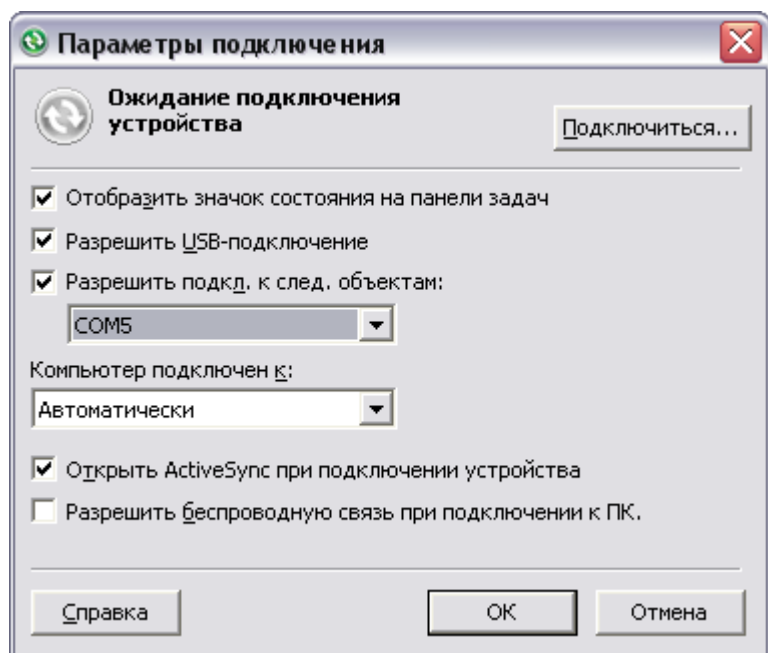 Параметры подключения
Ожидание подключения
устройства
Подключиться...
Отобразить значок состояния на панели задач
Разрешить USB-подключение
Разрешить подкл. к след. объектам:
COM5
Компьютер подключен к:
Автоматически
Открыть ActiveSync при подключении устройства
Разрешить беспроводную связь при подключении к ПК.
Справка
ОК
Отмена